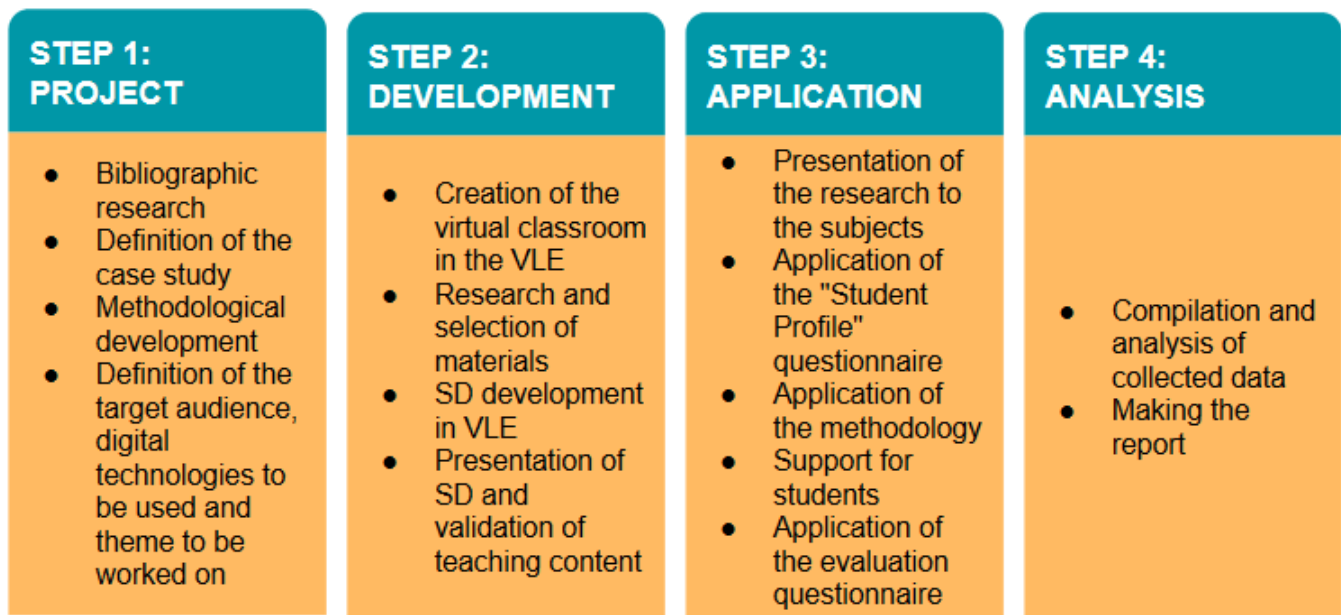 STEP 1:
PROJECT
● Bibliographic
research
● Definition of the
case study
● Methodological
development
● Definition of the
target audience,
digital
technologies to
be used and
theme to be
worked on
STEP 2:
DEVELOPMENT
● Creation of the
virtual classroom
in the VLE
● Research and
selection of
materials
● SD development
in VLE
● Presentation of
SD and
validation of
teaching content
STEP 3:
APPLICATION
● Presentation of
the research to
the subjects
● Application of
the "Student
Profile"
questionnaire
● Application of
the methodology
● Support for
students
● Application of
the evaluation
questionnaire
STEP 4:
ANALYSIS
● Compilation and
analysis of
collected data
● Making the
report